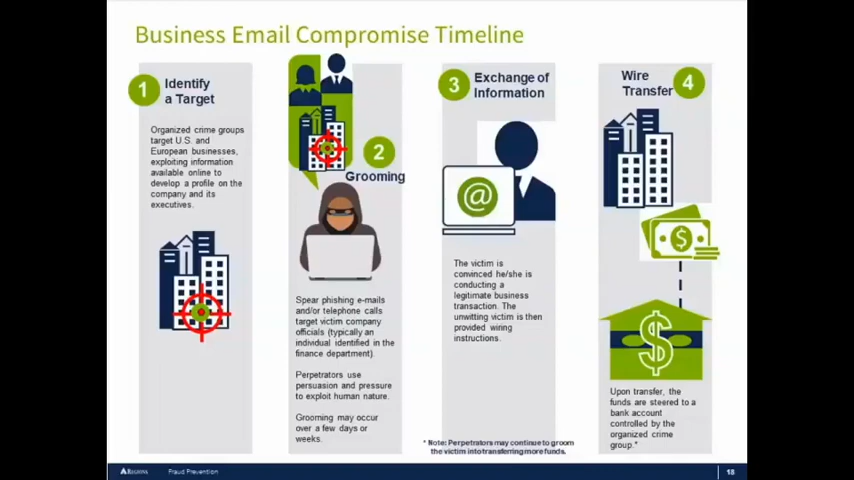 Business Email Compromise Timeline
1
Identify
a Target
Organized crime groups
target U.S. and
European businesses,
exploiting information
available online to
develop a profile on the
company and its
executives.
2
Grooming
Spear phishing e-mails
and/or telephone calls
target victim company
officials (typically an
individual identified in the
finance department).
Perpetrators use
persuasion and pressure
to exploit human nature.
Grooming may occur
over a few days or
weeks.
3
Exchange of
Information
@
The victim is
convinced he/she is
conducting a
legitimate business
transaction. The
unwitting victim is then
provided wiring
instructions.
* Note: Perpetrators may continue to groom
the victim into transferring more funds.
Wire
Transfer
4
$
$
Upon transfer, the
funds are steered to a
bank account
controlled by the
organized crime
group.*
Regions
Fraud Prevention
18